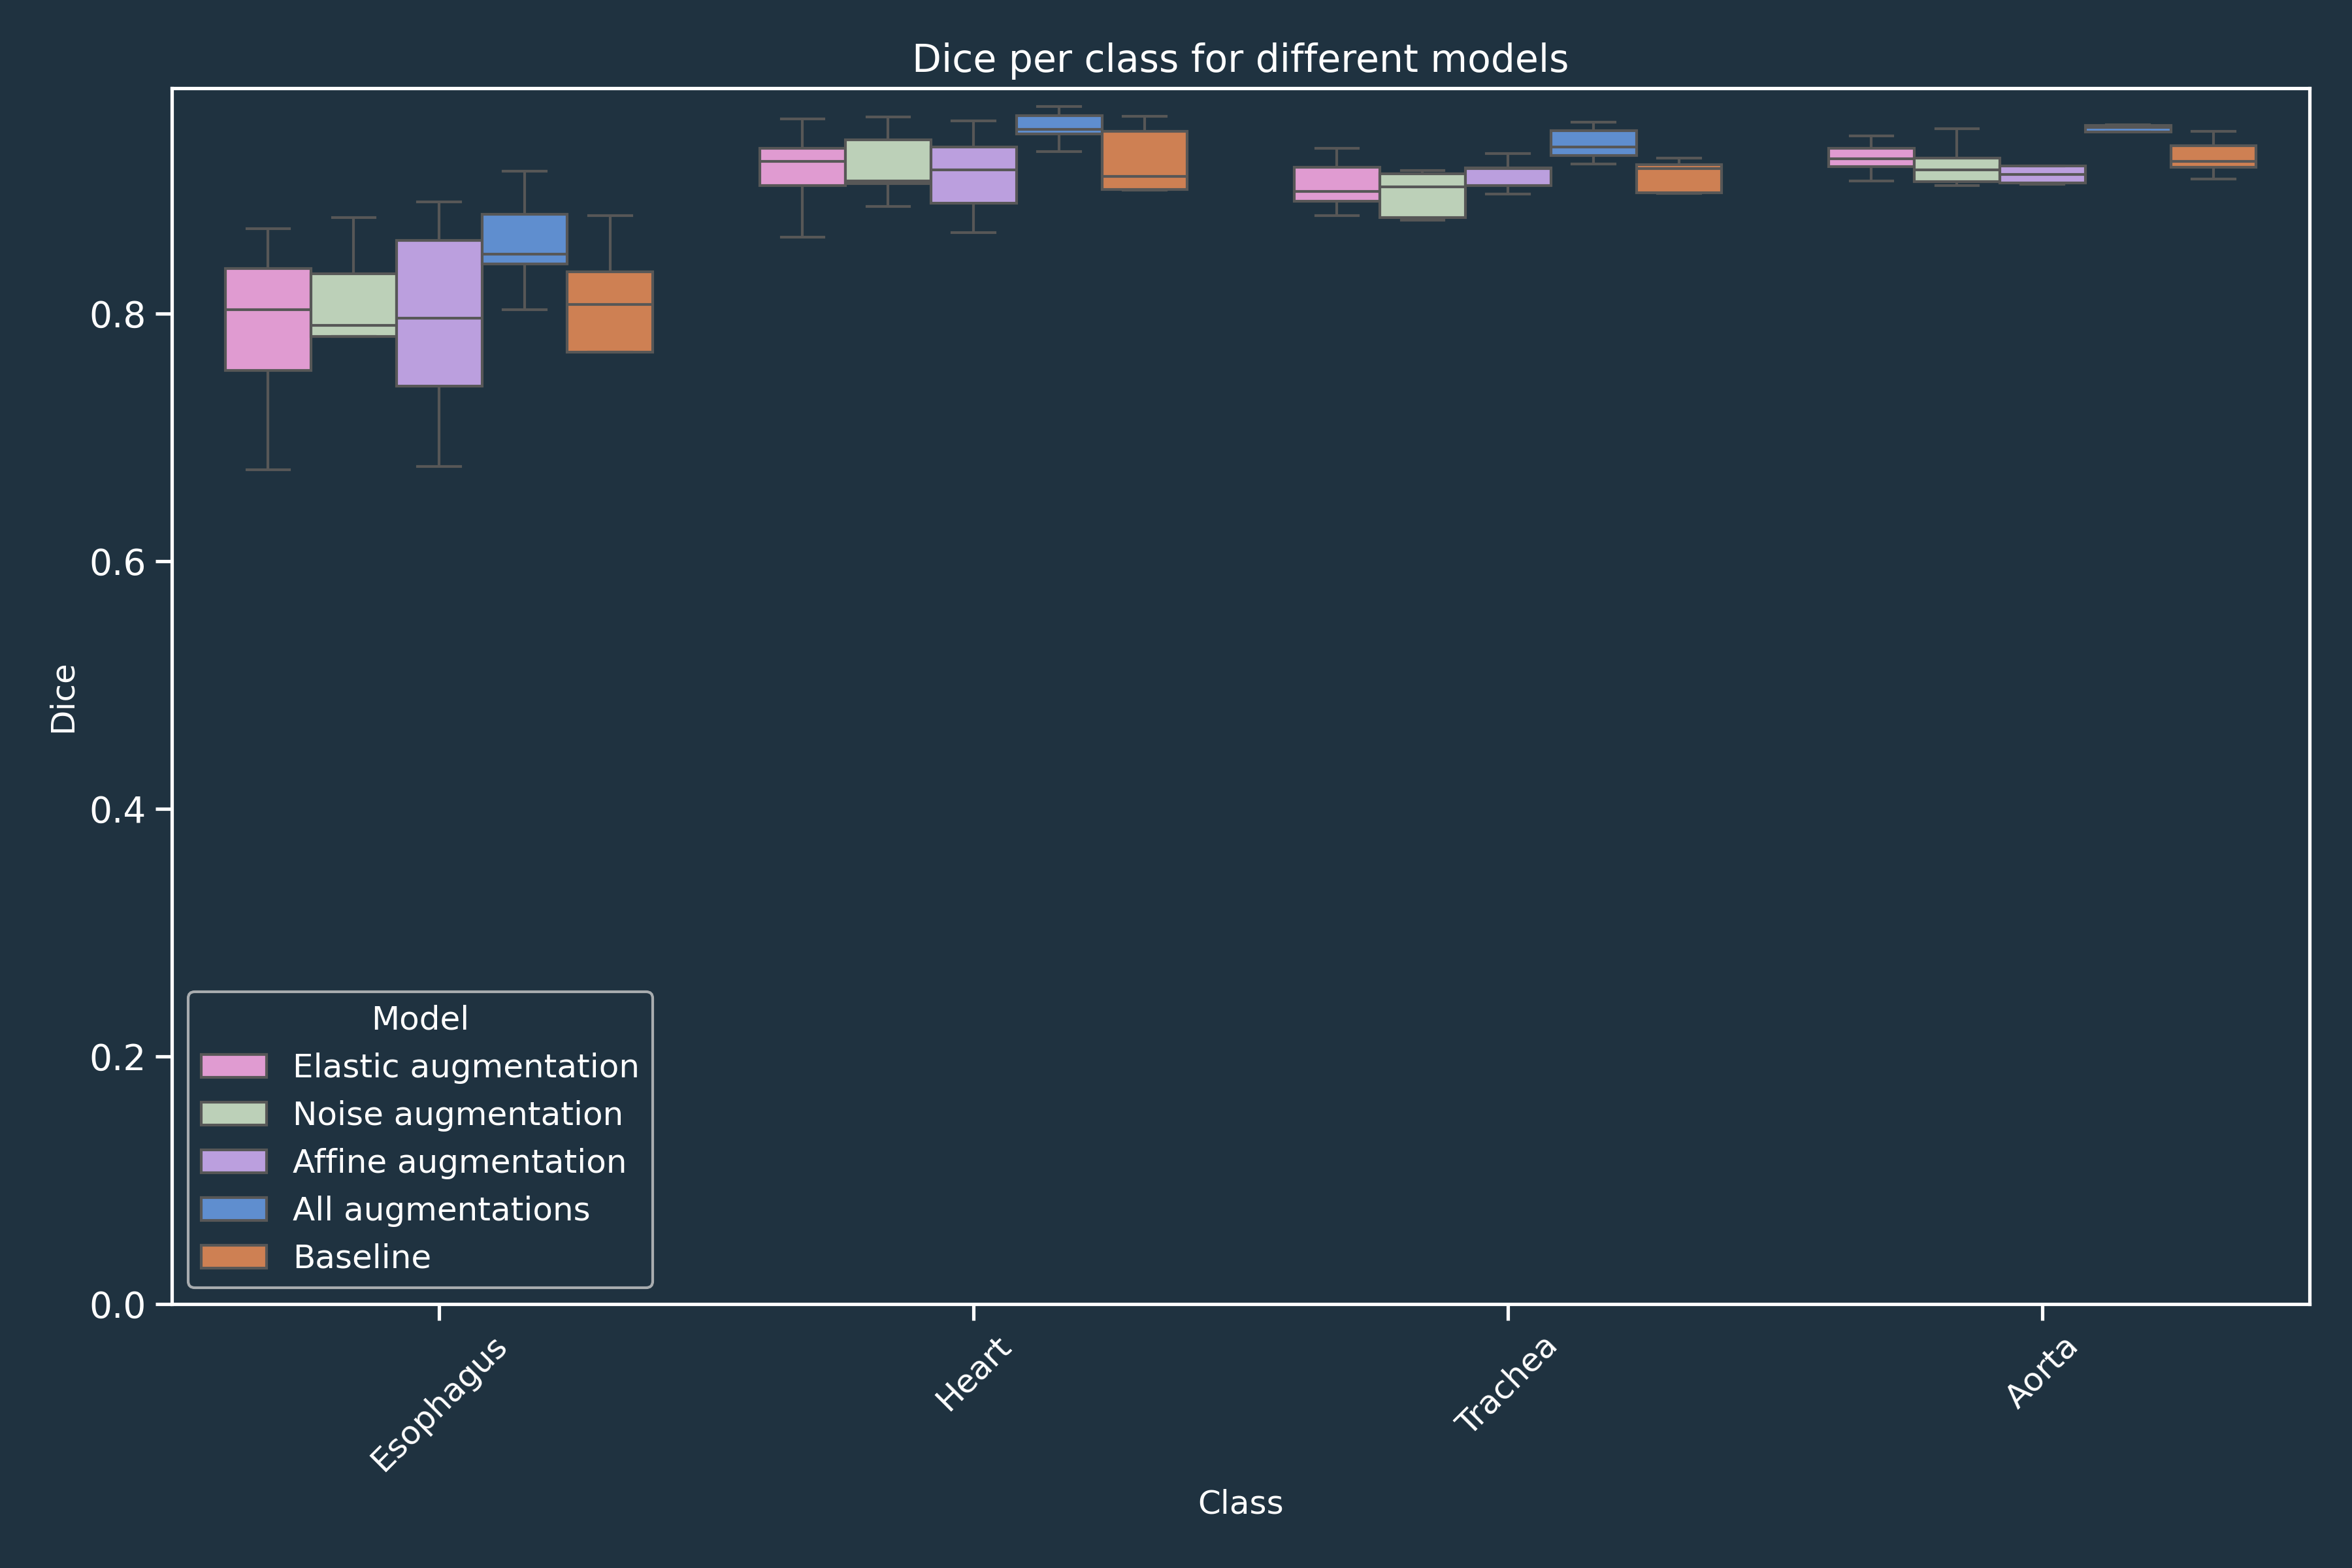 Dice per class for different models
Dice
0.8
0.6
0.4
0.2
0.0
Model
Elastic augmentation
Noise augmentation
Affine augmentation
All augmentations
Baseline
Esophagus
Heart
Trachea
Aorta
Class